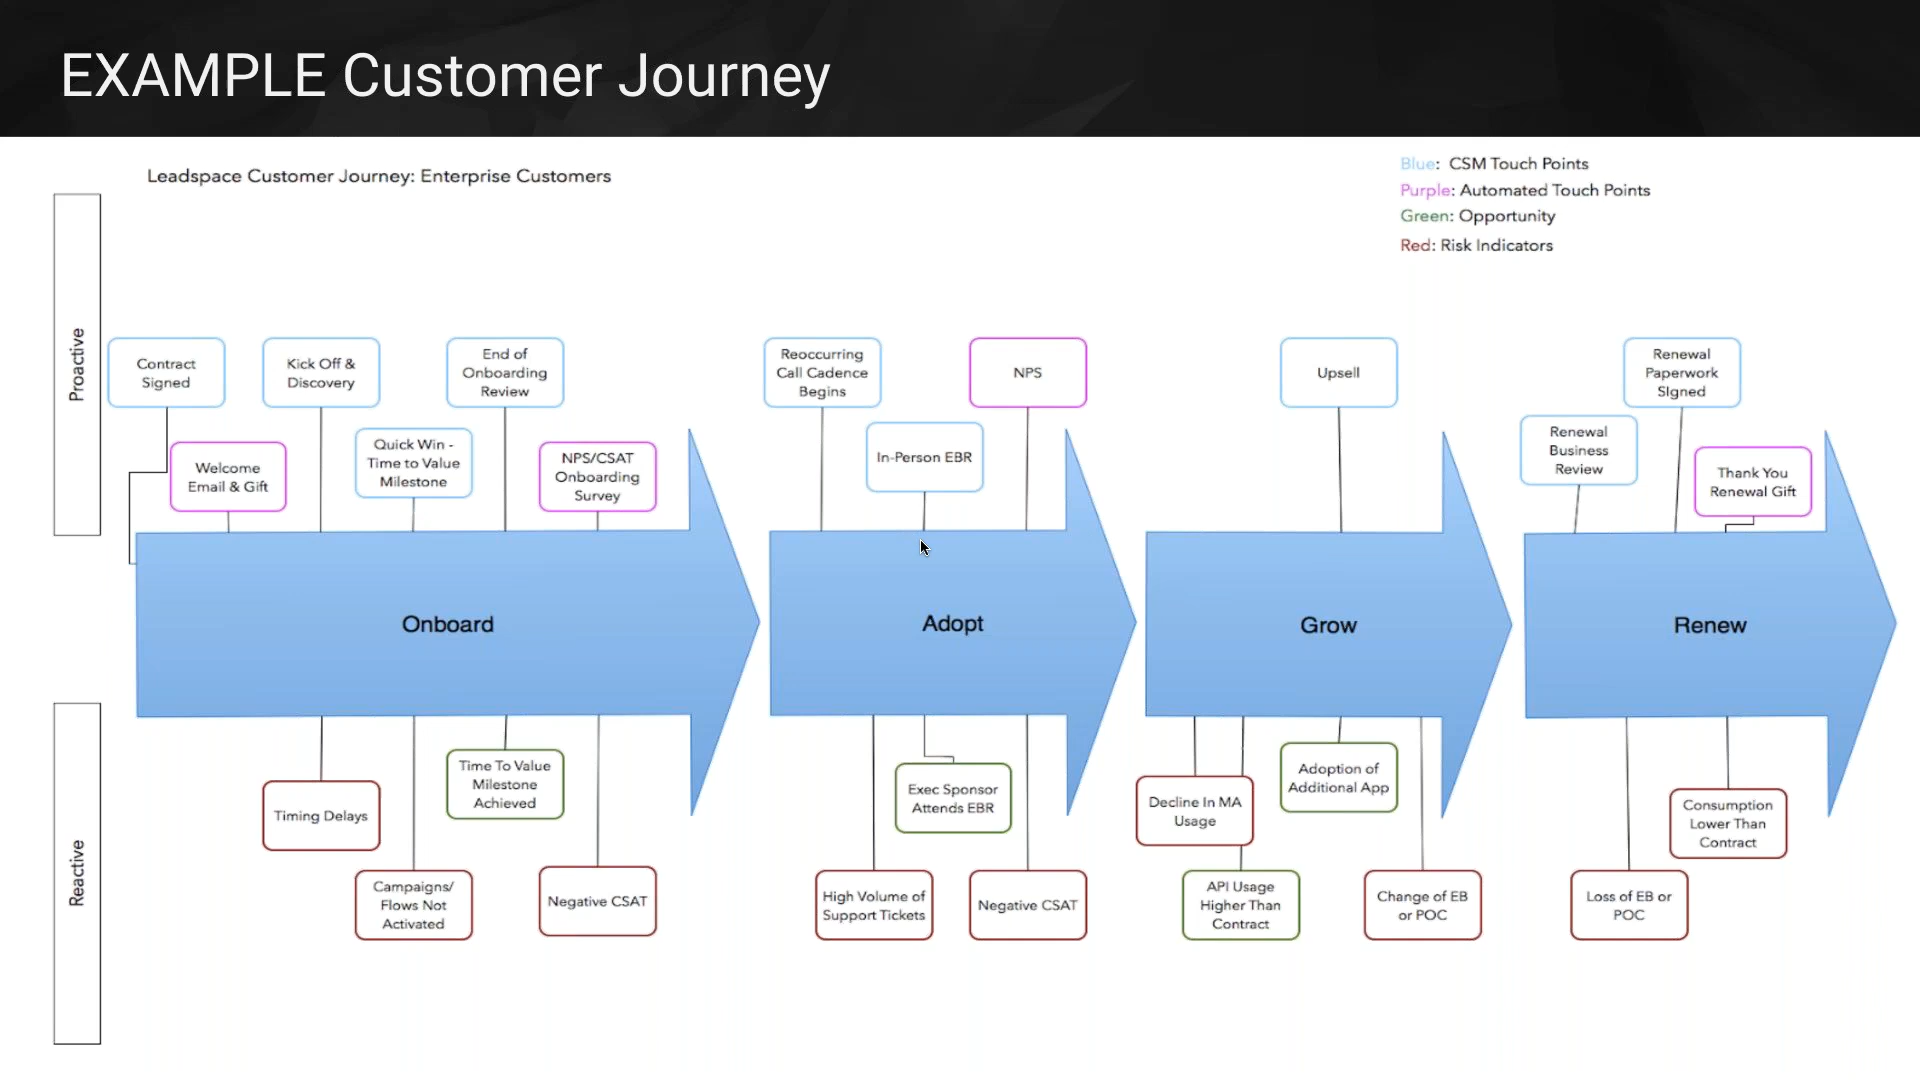 EXAMPLE Customer Journey
Leadspace Customer Journey: Enterprise Customers
Blue: CSM Touch Points
Purple: Automated Touch Points
Green: Opportunity
Red: Risk Indicators
Proactive
Contract
Signed
Welcome
Email & Gift
Kick Off &
Discovery
Quick Win -
Time to Value
Milestone
End of
Onboarding
Review
NPS/CSAT
Onboarding
Survey
Reoccurring
Call Cadence
Begins
In-Person EBR
NPS
Upsell
Renewal
Business
Review
Renewal
Paperwork
SIgned
Thank You
Renewal Gift
Onboard
Adopt
Grow
Renew
Reactive
Timing Delays
Campaigns/
Flows Not
Activated
Time To Value
Milestone
Achieved
Negative CSAT
High Volume of
Support Tickets
Exec Sponsor
Attends EBR
Negative CSAT
Decline In MA
Usage
API Usage
Higher Than
Contract
Adoption of
Additional App
Change of EB
or POC
Loss of EB or
POC
Consumption
Lower Than
Contract